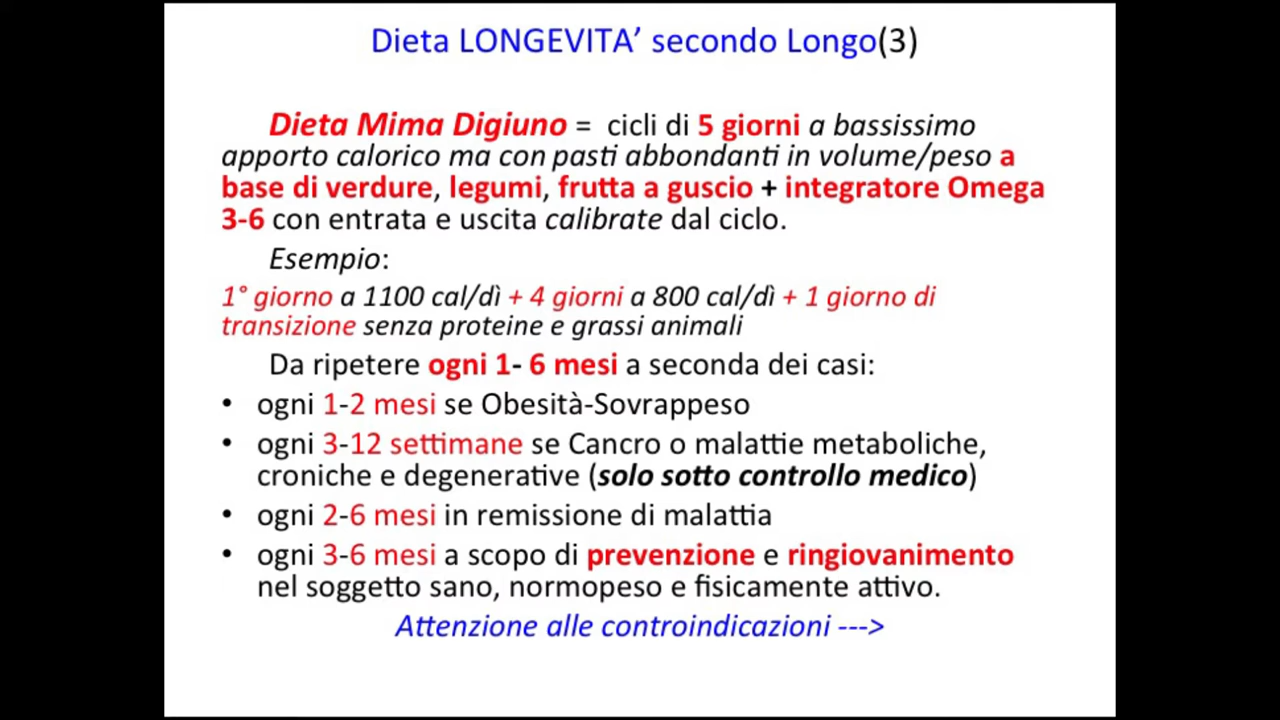 Dieta LONGEVITA’ secondo Longo(3)
Dieta Mima Digiuno = cicli di 5 giorni a bassissimo
apporto calorico ma con pasti abbondanti in volume/peso a
base di verdure, legumi, frutta a guscio + integratore Omega
3-6 con entrata e uscita calibrate dal ciclo.
Esempio:
1° giorno a 1100 cal/dì + 4 giorni a 800 cal/dì + 1 giorno di
transizione senza proteine e grassi animali
Da ripetere ogni 1- 6 mesi a seconda dei casi:
• ogni 1-2 mesi se Obesità-Sovrappeso
• ogni 3-12 settimane se Cancro o malattie metaboliche,
croniche e degenerative (solo sotto controllo medico)
• ogni 2-6 mesi in remissione di malattia
• ogni 3-6 mesi a scopo di prevenzione e ringiovanimento
nel soggetto sano, normopeso e fisicamente attivo.
Attenzione alle controindicazioni --->